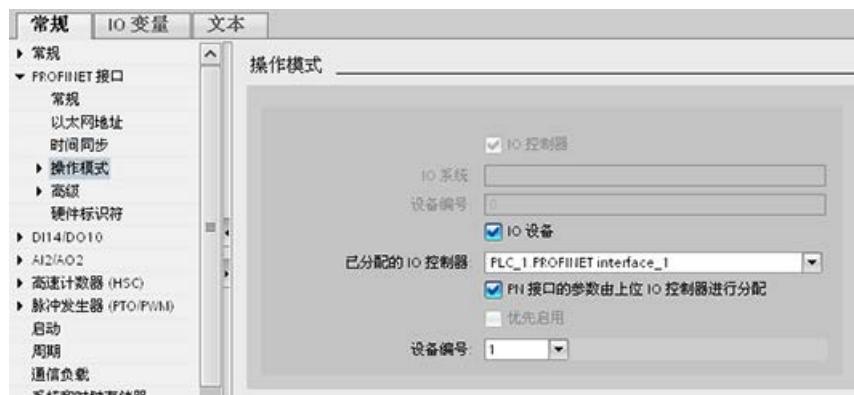 常规 IO 变量 文本
常规
PROFINET 接口
常规
以太网地址
时间同步
操作模式
高级
硬件标识符
DI14/DO10
AI2/AO2
高速计数器 (HSC)
脉冲发生器 (PTO/PWM)
启动
周期
通信负载
操作模式
IO 控制器
IO 系统
设备编号 0
IO 设备
已分配的 IO 控制器 PLC_1.PROFINET interface_1
PN 接口的参数由上位 IO 控制器进行分配
优先启用
设备编号: 1